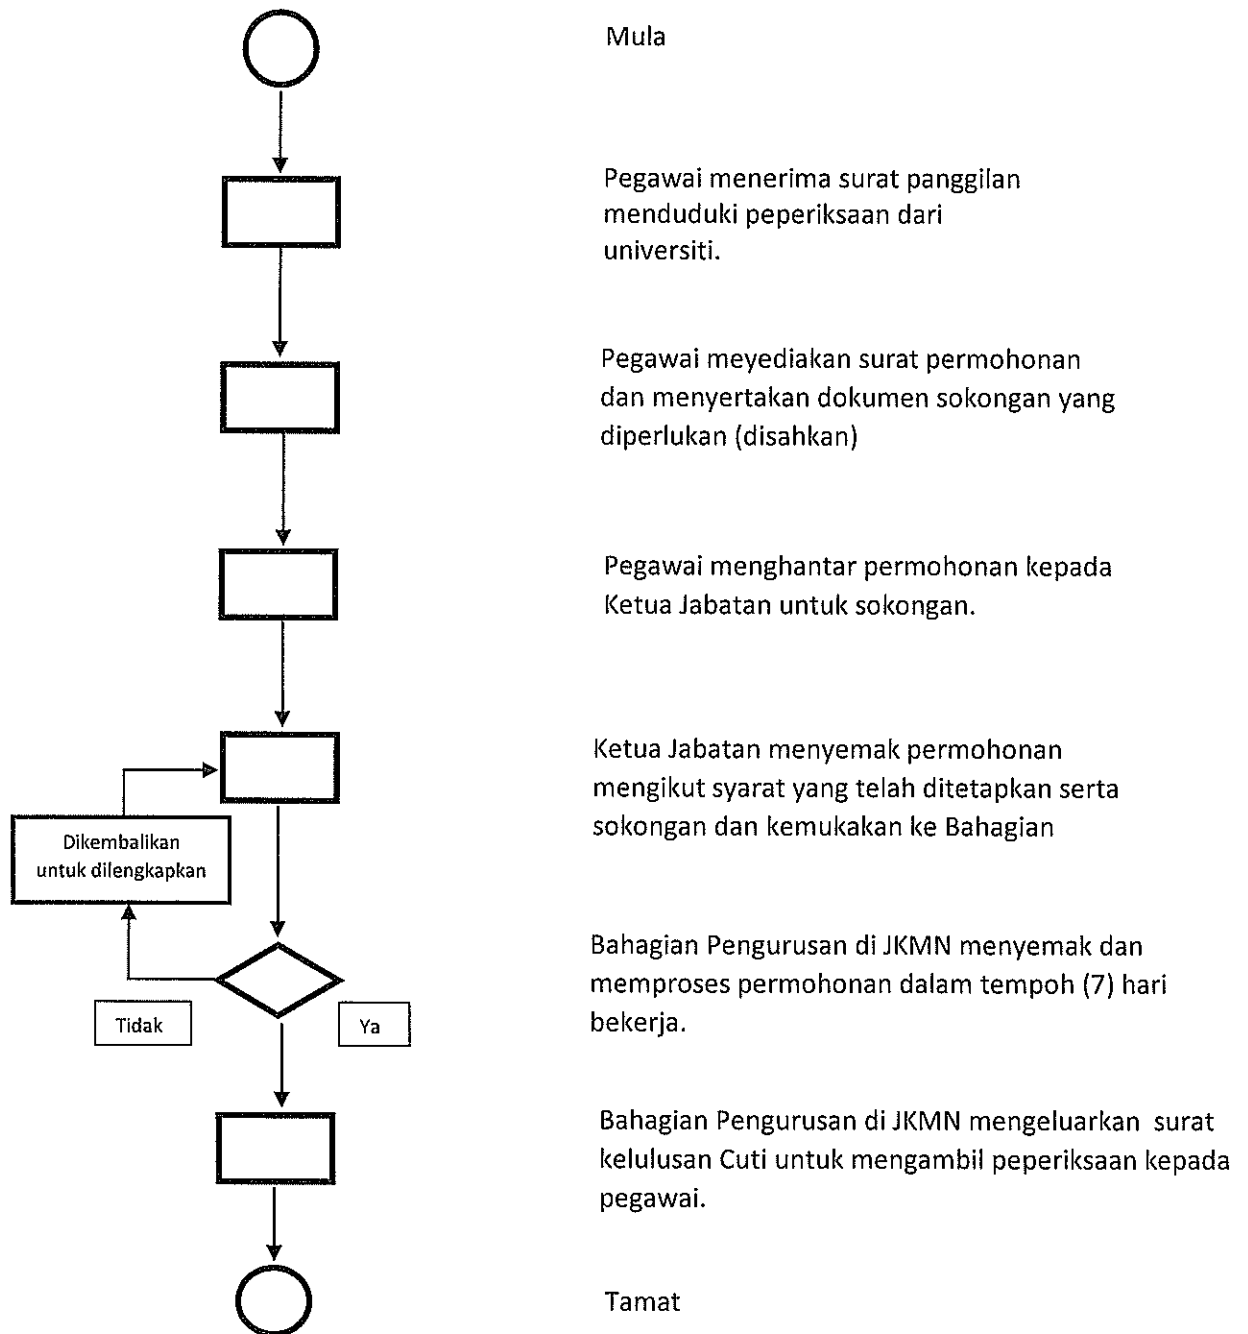 Mula
Pegawai menerima surat panggilan
menduduki peperiksaan dari
universiti.
Pegawai meyediakan surat permohonan
dan menyertakan dokumen sokongan yang
diperlukan (disahkan)
Pegawai menghantar permohonan kepada
Ketua Jabatan untuk sokongan.
Ketua Jabatan menyemak permohonan
mengikut syarat yang telah ditetapkan serta
sokongan dan kemukakan ke Bahagian
Dikembalikan
untuk dilengkapkan
Bahagian Pengurusan di JKMN menyemak dan
memproses permohonan dalam tempoh (7) hari
bekerja.
Tidak
Ya
Bahagian Pengurusan di JKMN mengeluarkan  surat
kelulusan Cuti untuk mengambil peperiksaan kepada
pegawai.
Tamat